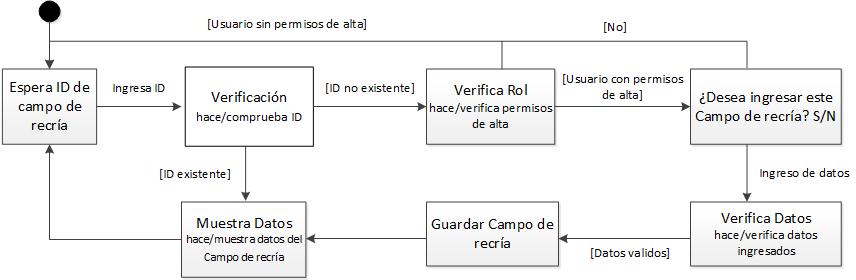 [Usuario sin permisos de alta]
[No]
Espera ID de
campo de
recría
Ingresa ID
Verificación
hace/comprueba ID
[ID no existente]
Verifica Rol
hace/verifica permisos
de alta
[Usuario con permisos
de alta]
¿Desea ingresar este
Campo de recría? S/N
[ID existente]
Ingreso de datos
Muestra Datos
hace/muestra datos del
Campo de recría
Guardar Campo de
recría
[Datos validos]
Verifica Datos
hace/verifica datos
ingresados